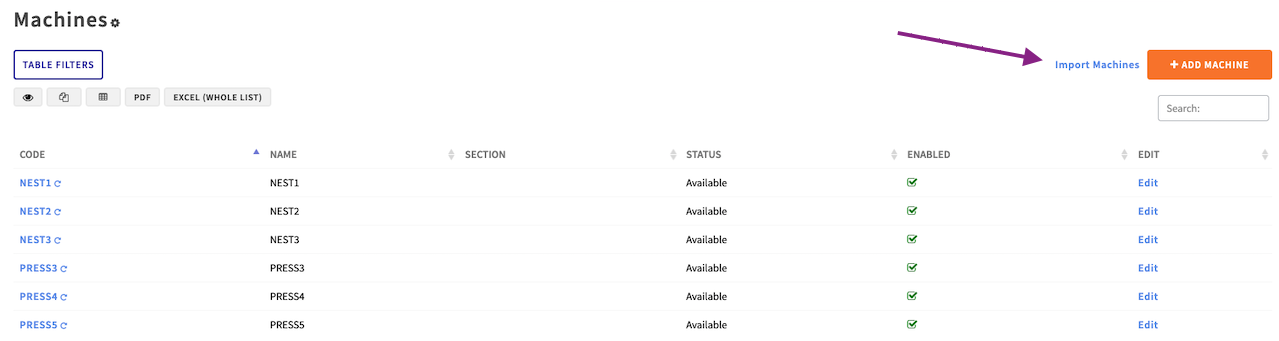 Machines
TABLE FILTERS
Import Machines
+ ADD MACHINE
PDF
EXCEL (WHOLE LIST)
Search:
CODE NAME SECTION STATUS ENABLED EDIT
NEST1 NEST1 Available Edit
NEST2 NEST2 Available Edit
NEST3 NEST3 Available Edit
PRESS3 PRESS3 Available Edit
PRESS4 PRESS4 Available Edit
PRESS5 PRESS5 Available Edit